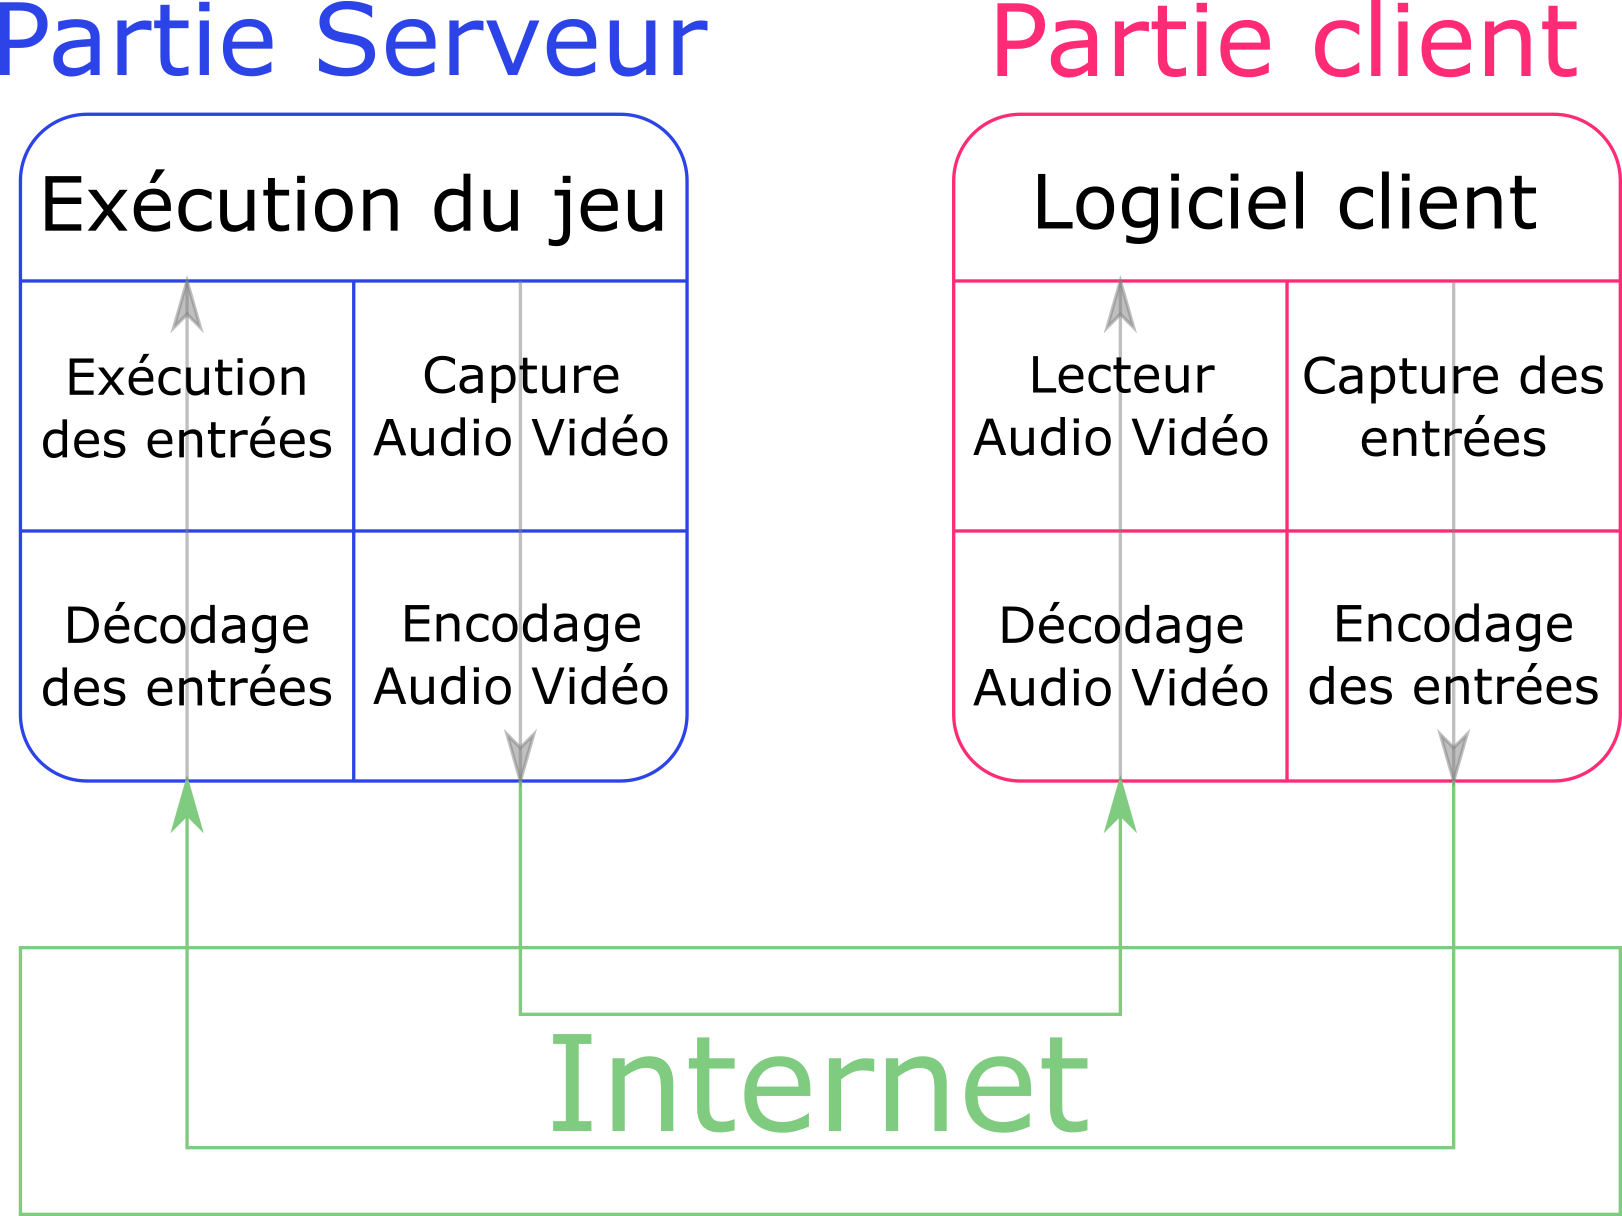 Partie Serveur
Partie client
Exécution du jeu
Logiciel client
Exécution
des entrées
Capture
Audio Vidéo
Lecteur
Audio Vidéo
Capture des
entrées
Décodage
des entrées
Encodage
Audio Vidéo
Décodage
Audio Vidéo
Encodage
des entrées
Internet